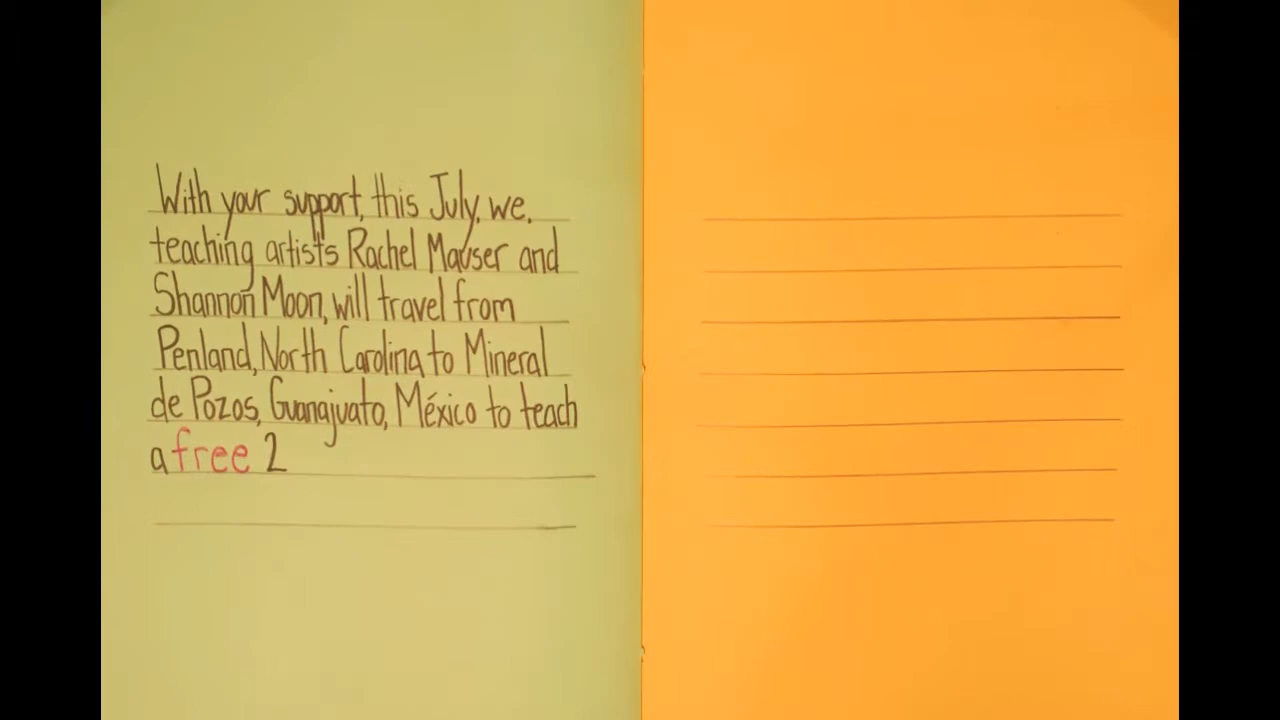 With your support, this July, we,
teaching artists Rachel Mauser and
Shannon Moon, will travel from
Penland, North Carolina to Mineral
de Pozos, Guanajuato, México to teach
a free 2